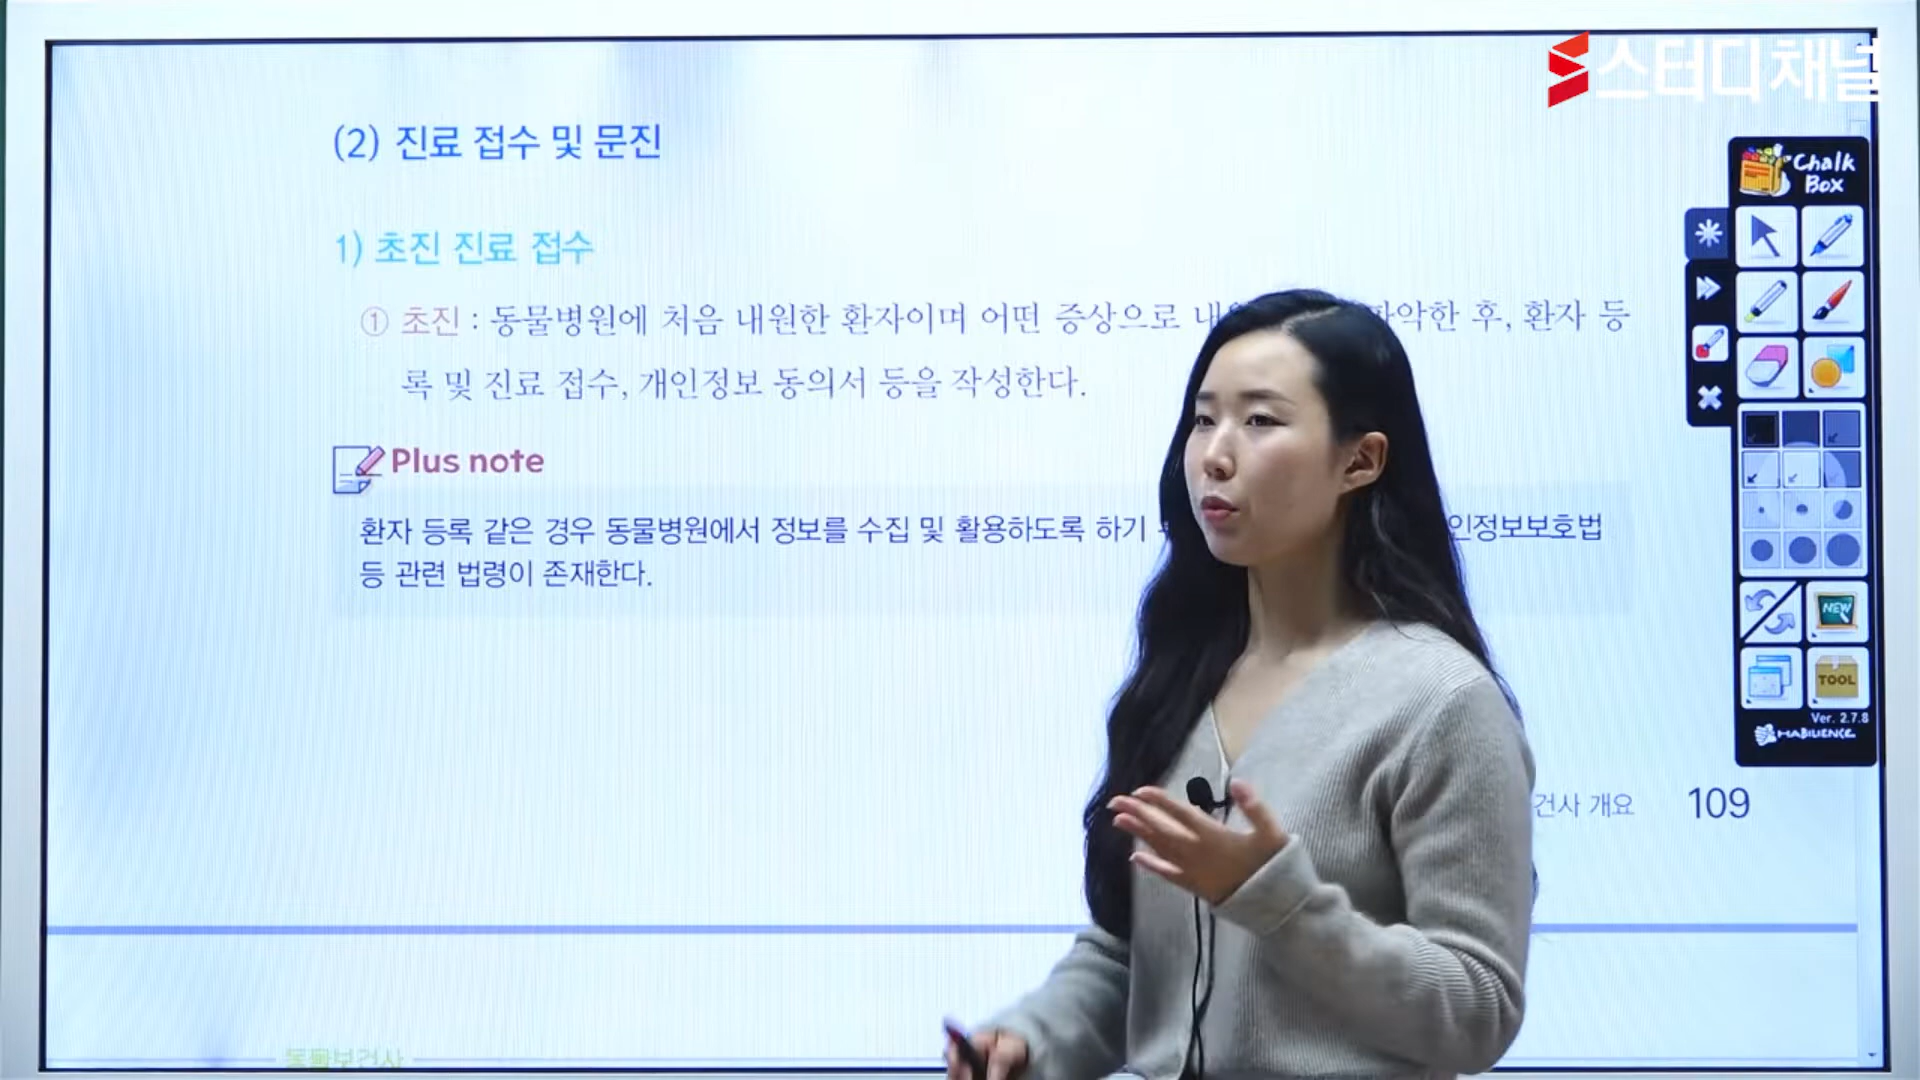 스터디채널
(2) 진료 접수 및 문진
1) 초진 진료 접수
① 초진 : 동물병원에 처음 내원한 환자이며 어떤 증상으로 파악한 후, 환자 등
록 및 진료 접수, 개인정보 동의서 등을 작성한다.
Plus note
환자 등록 같은 경우 동물병원에서 정보를 수집 및 활용하도록 하기 인정보보호법
등 관련 법령이 존재한다.
건사 개요 109
동물보건사
Chalk
Box
NEW
TOOL
Ver. 2.7.8
HABILIENCE